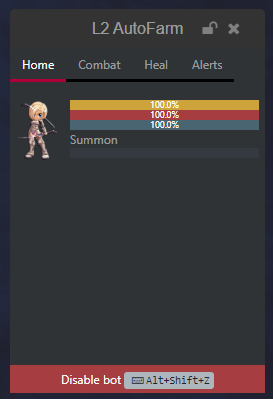 L2 AutoFarm
Home Combat Heal Alerts
100.0%
100.0%
100.0%
Summon
Disable bot Alt+Shift+Z